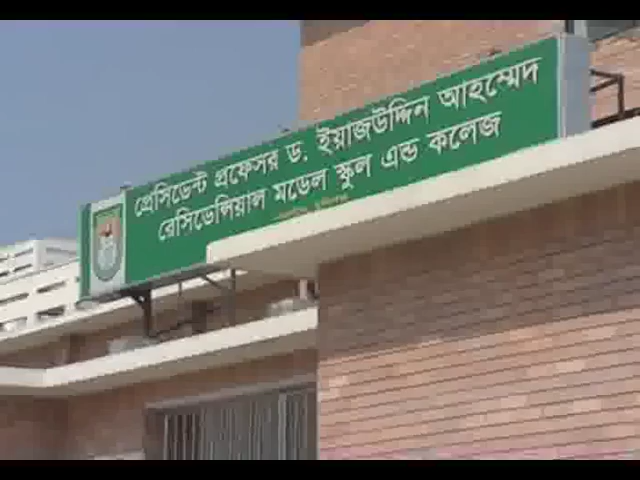 প্রেসিডেন্ট প্রফেসর ড. ইয়াজউদ্দিন আহম্মেদ
রেসিডেন্সিয়াল মডেল স্কুল এন্ড কলেজ